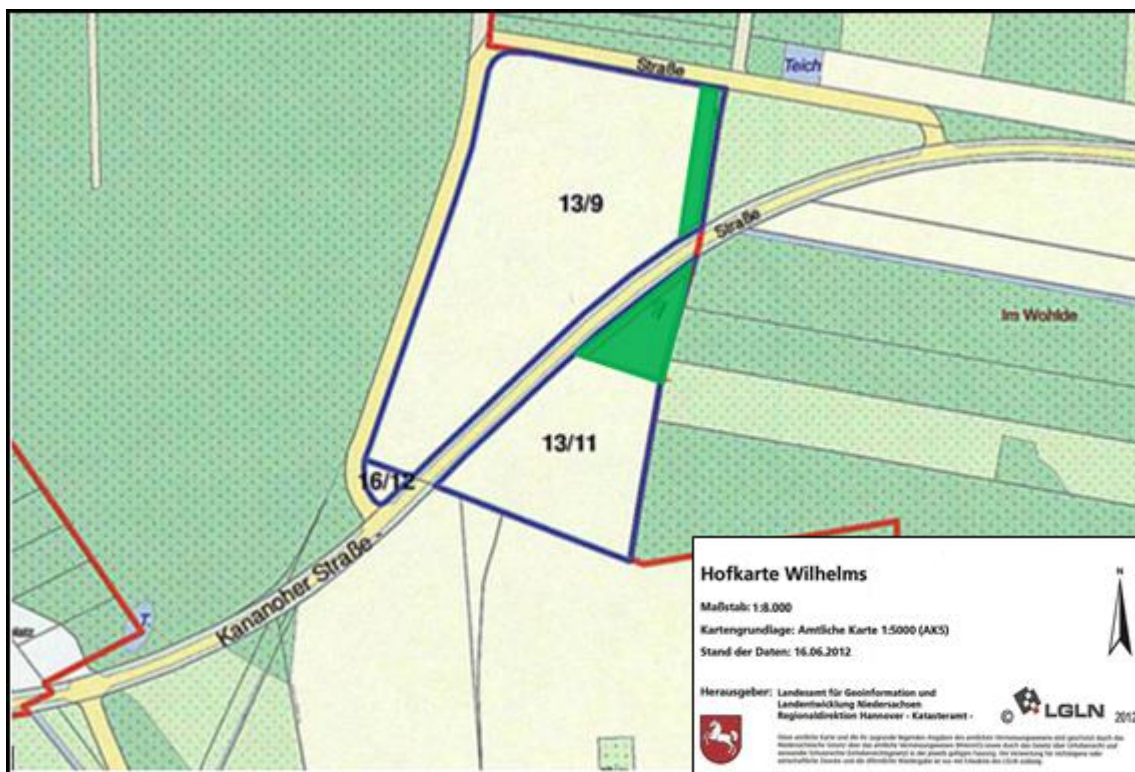 Straße
Teich
13/9
Straße
Im Wohlde
13/11
16/12
Kananoher Straße -
T.
platz
Hofkarte Wilhelms
N
Maßstab: 1:8.000
Kartengrundlage: Amtliche Karte 1:5000 (AK5)
Stand der Daten: 16.06.2012
Herausgeber: Landesamt für Geoinformation und
Landentwicklung Niedersachsen
Regionaldirektion Hannover - Katasteramt -
© LGLN 2012